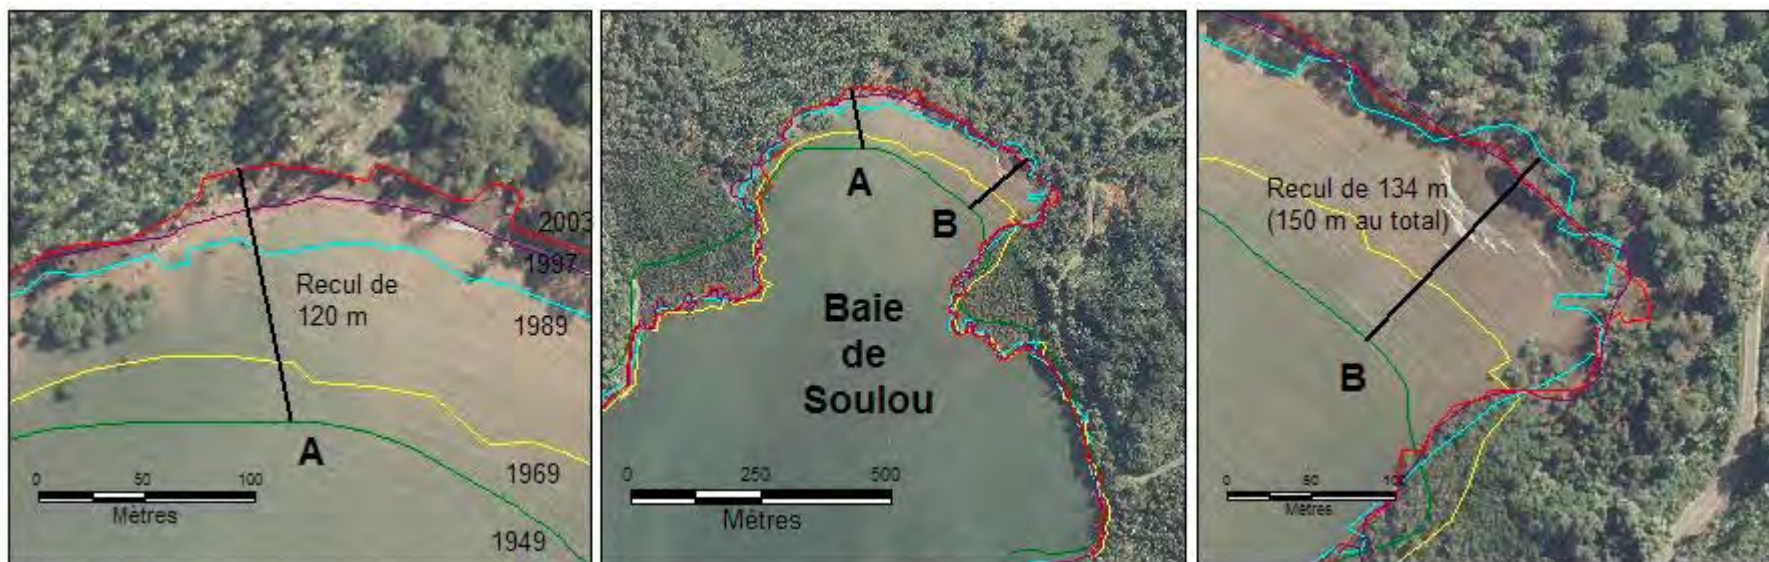 2003
1997
Recul de
120 m
1989
A
1969
1949
0 50 100
Mètres
A
B
Baie
de
Soulou
0 250 500
Mètres
Recul de 134 m
(150 m au total)
B
0 50 100
Mètres